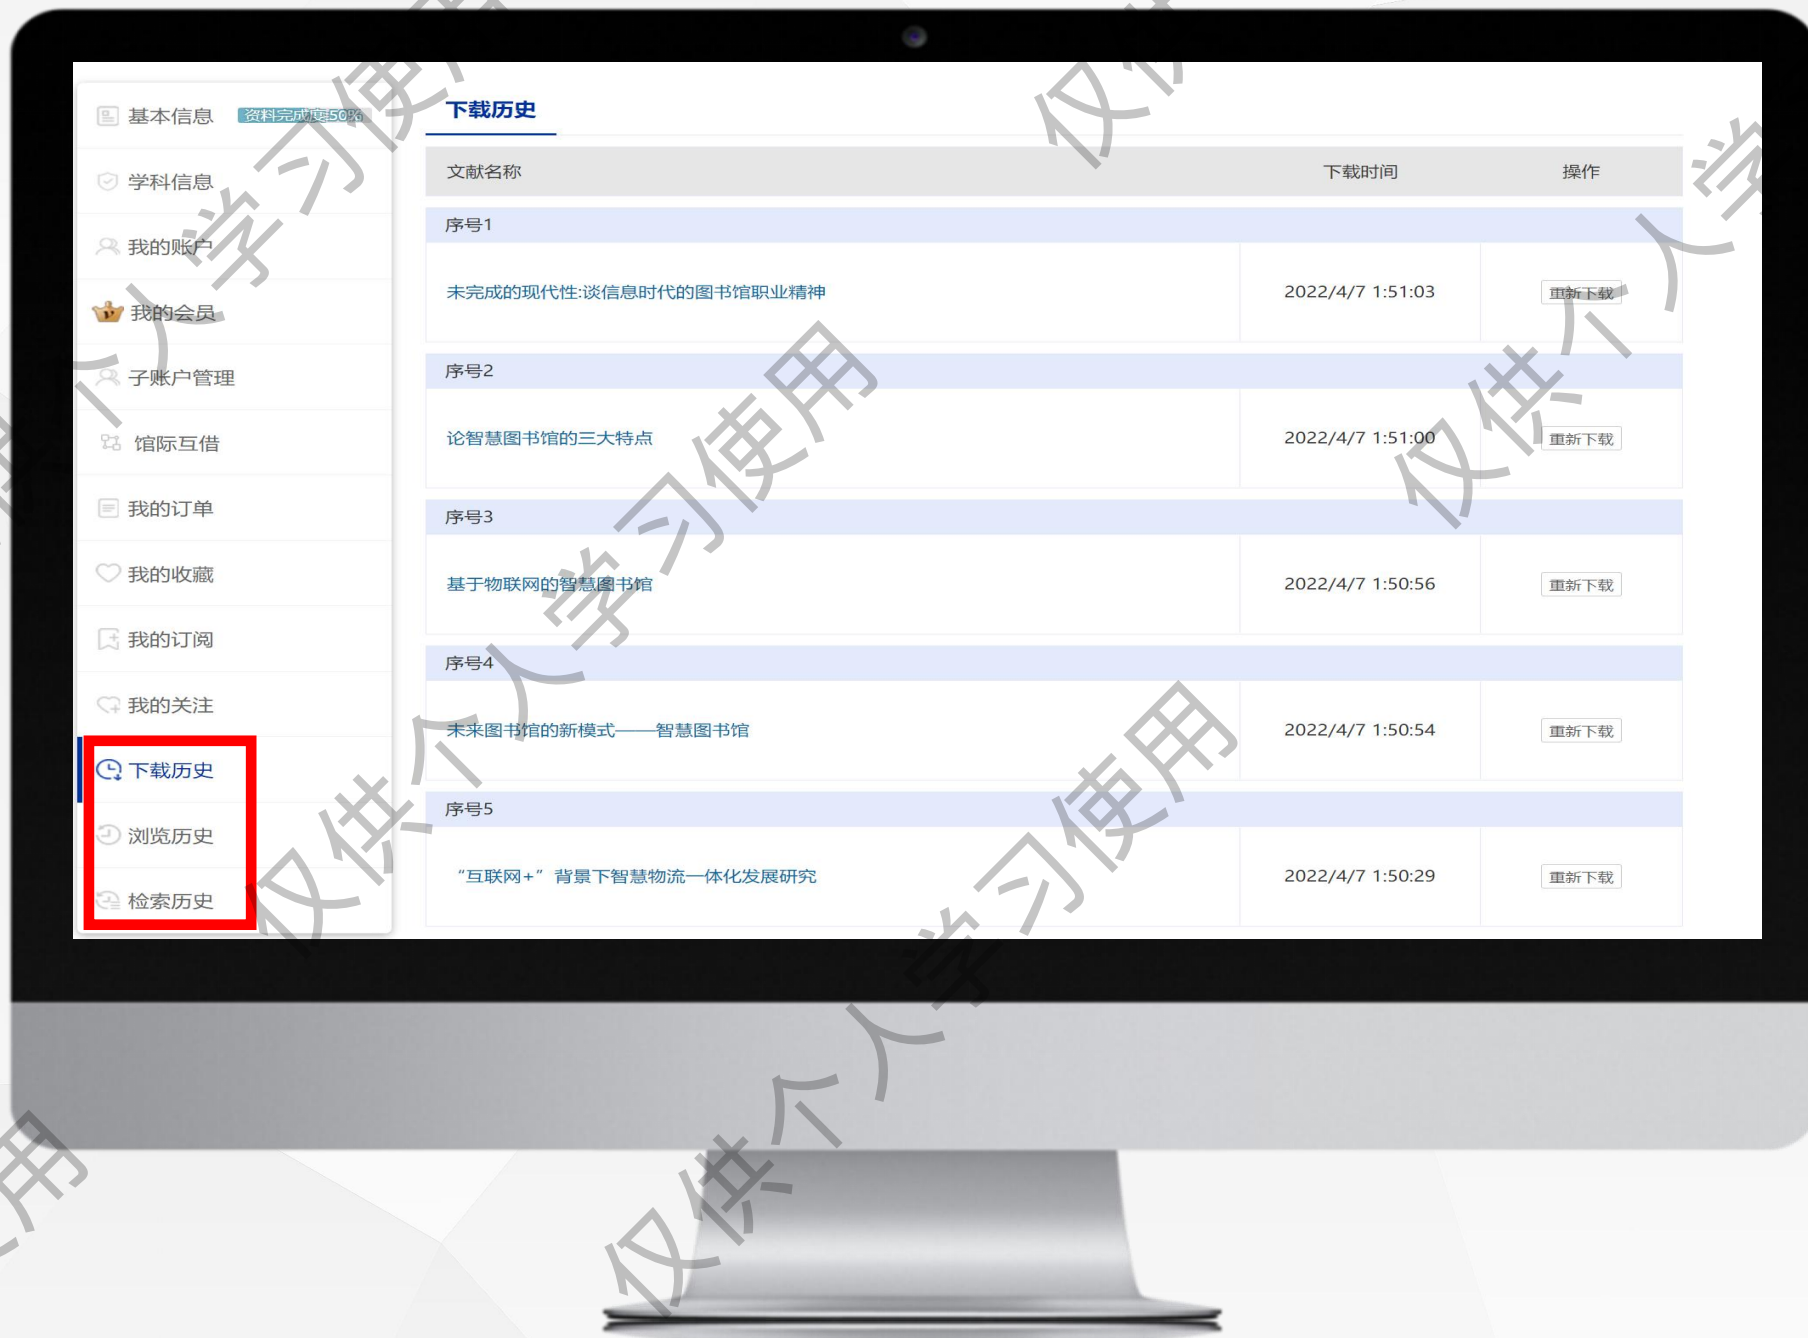 基本信息 资料完成度:50%
学科信息
我的账户
我的会员
子账户管理
馆际互借
我的订单
我的收藏
我的订阅
我的关注
下载历史
浏览历史
检索历史
下载历史
文献名称 下载时间 操作
序号1
未完成的现代性:谈信息时代的图书馆职业精神 2022/4/7 1:51:03 重新下载
序号2
论智慧图书馆的三大特点 2022/4/7 1:51:00 重新下载
序号3
基于物联网的智慧图书馆 2022/4/7 1:50:56 重新下载
序号4
未来图书馆的新模式——智慧图书馆 2022/4/7 1:50:54 重新下载
序号5
“互联网+”背景下智慧物流一体化发展研究 2022/4/7 1:50:29 重新下载
仅供个人学习使用
仅供个人学习使用
仅供个人学习使用
仅供个人学
仅供
用